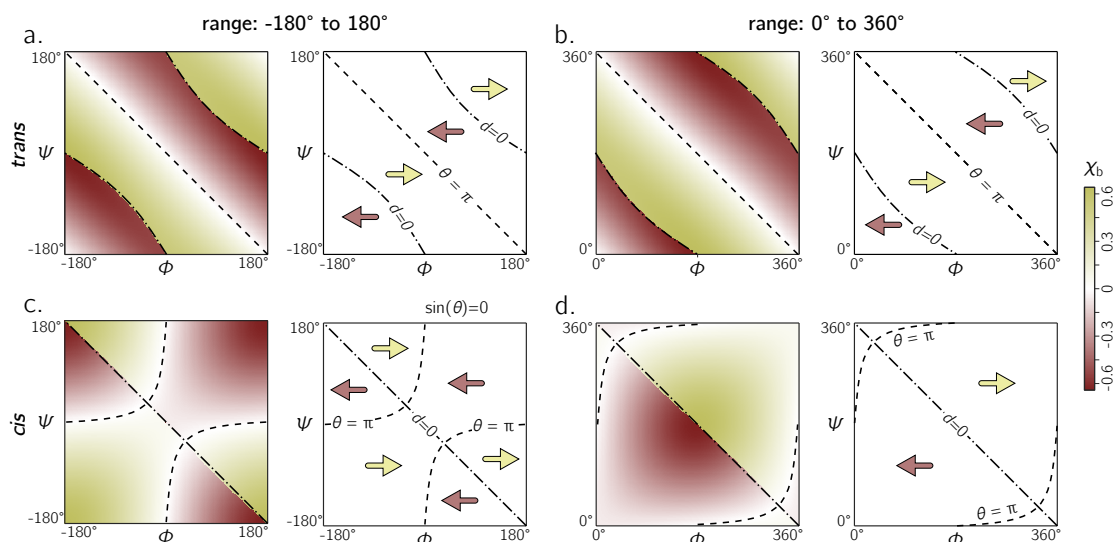 range: -180° to 180°
range: 0° to 360°
a.
180°
trans
ψ
-180°
-180°
Φ
180°
180°
ψ
d=0
θ = π
d=0
-180°
-180°
Φ
180°
b.
360°
0°
0°
Φ
360°
360°
ψ
d=0
θ = π
d=0
0°
0°
Φ
360°
χb
0.6
0.3
0
-0.3
-0.6
c.
180°
cis
ψ
-180°
-180°
Φ
180°
sin(θ)=0
180°
ψ
θ = π
d=0
θ = π
-180°
-180°
Φ
180°
d.
360°
0°
0°
Φ
360°
360°
θ = π
ψ
d=0
θ = π
0°
0°
Φ
360°